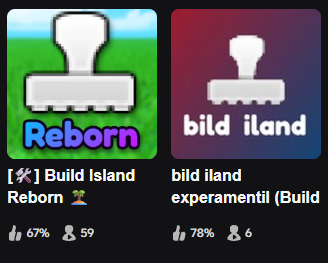 Reborn
[🛠️] Build Island
Reborn 🏝️
67% 59
bild iland
bild iland
experamentil (Build
78% 6